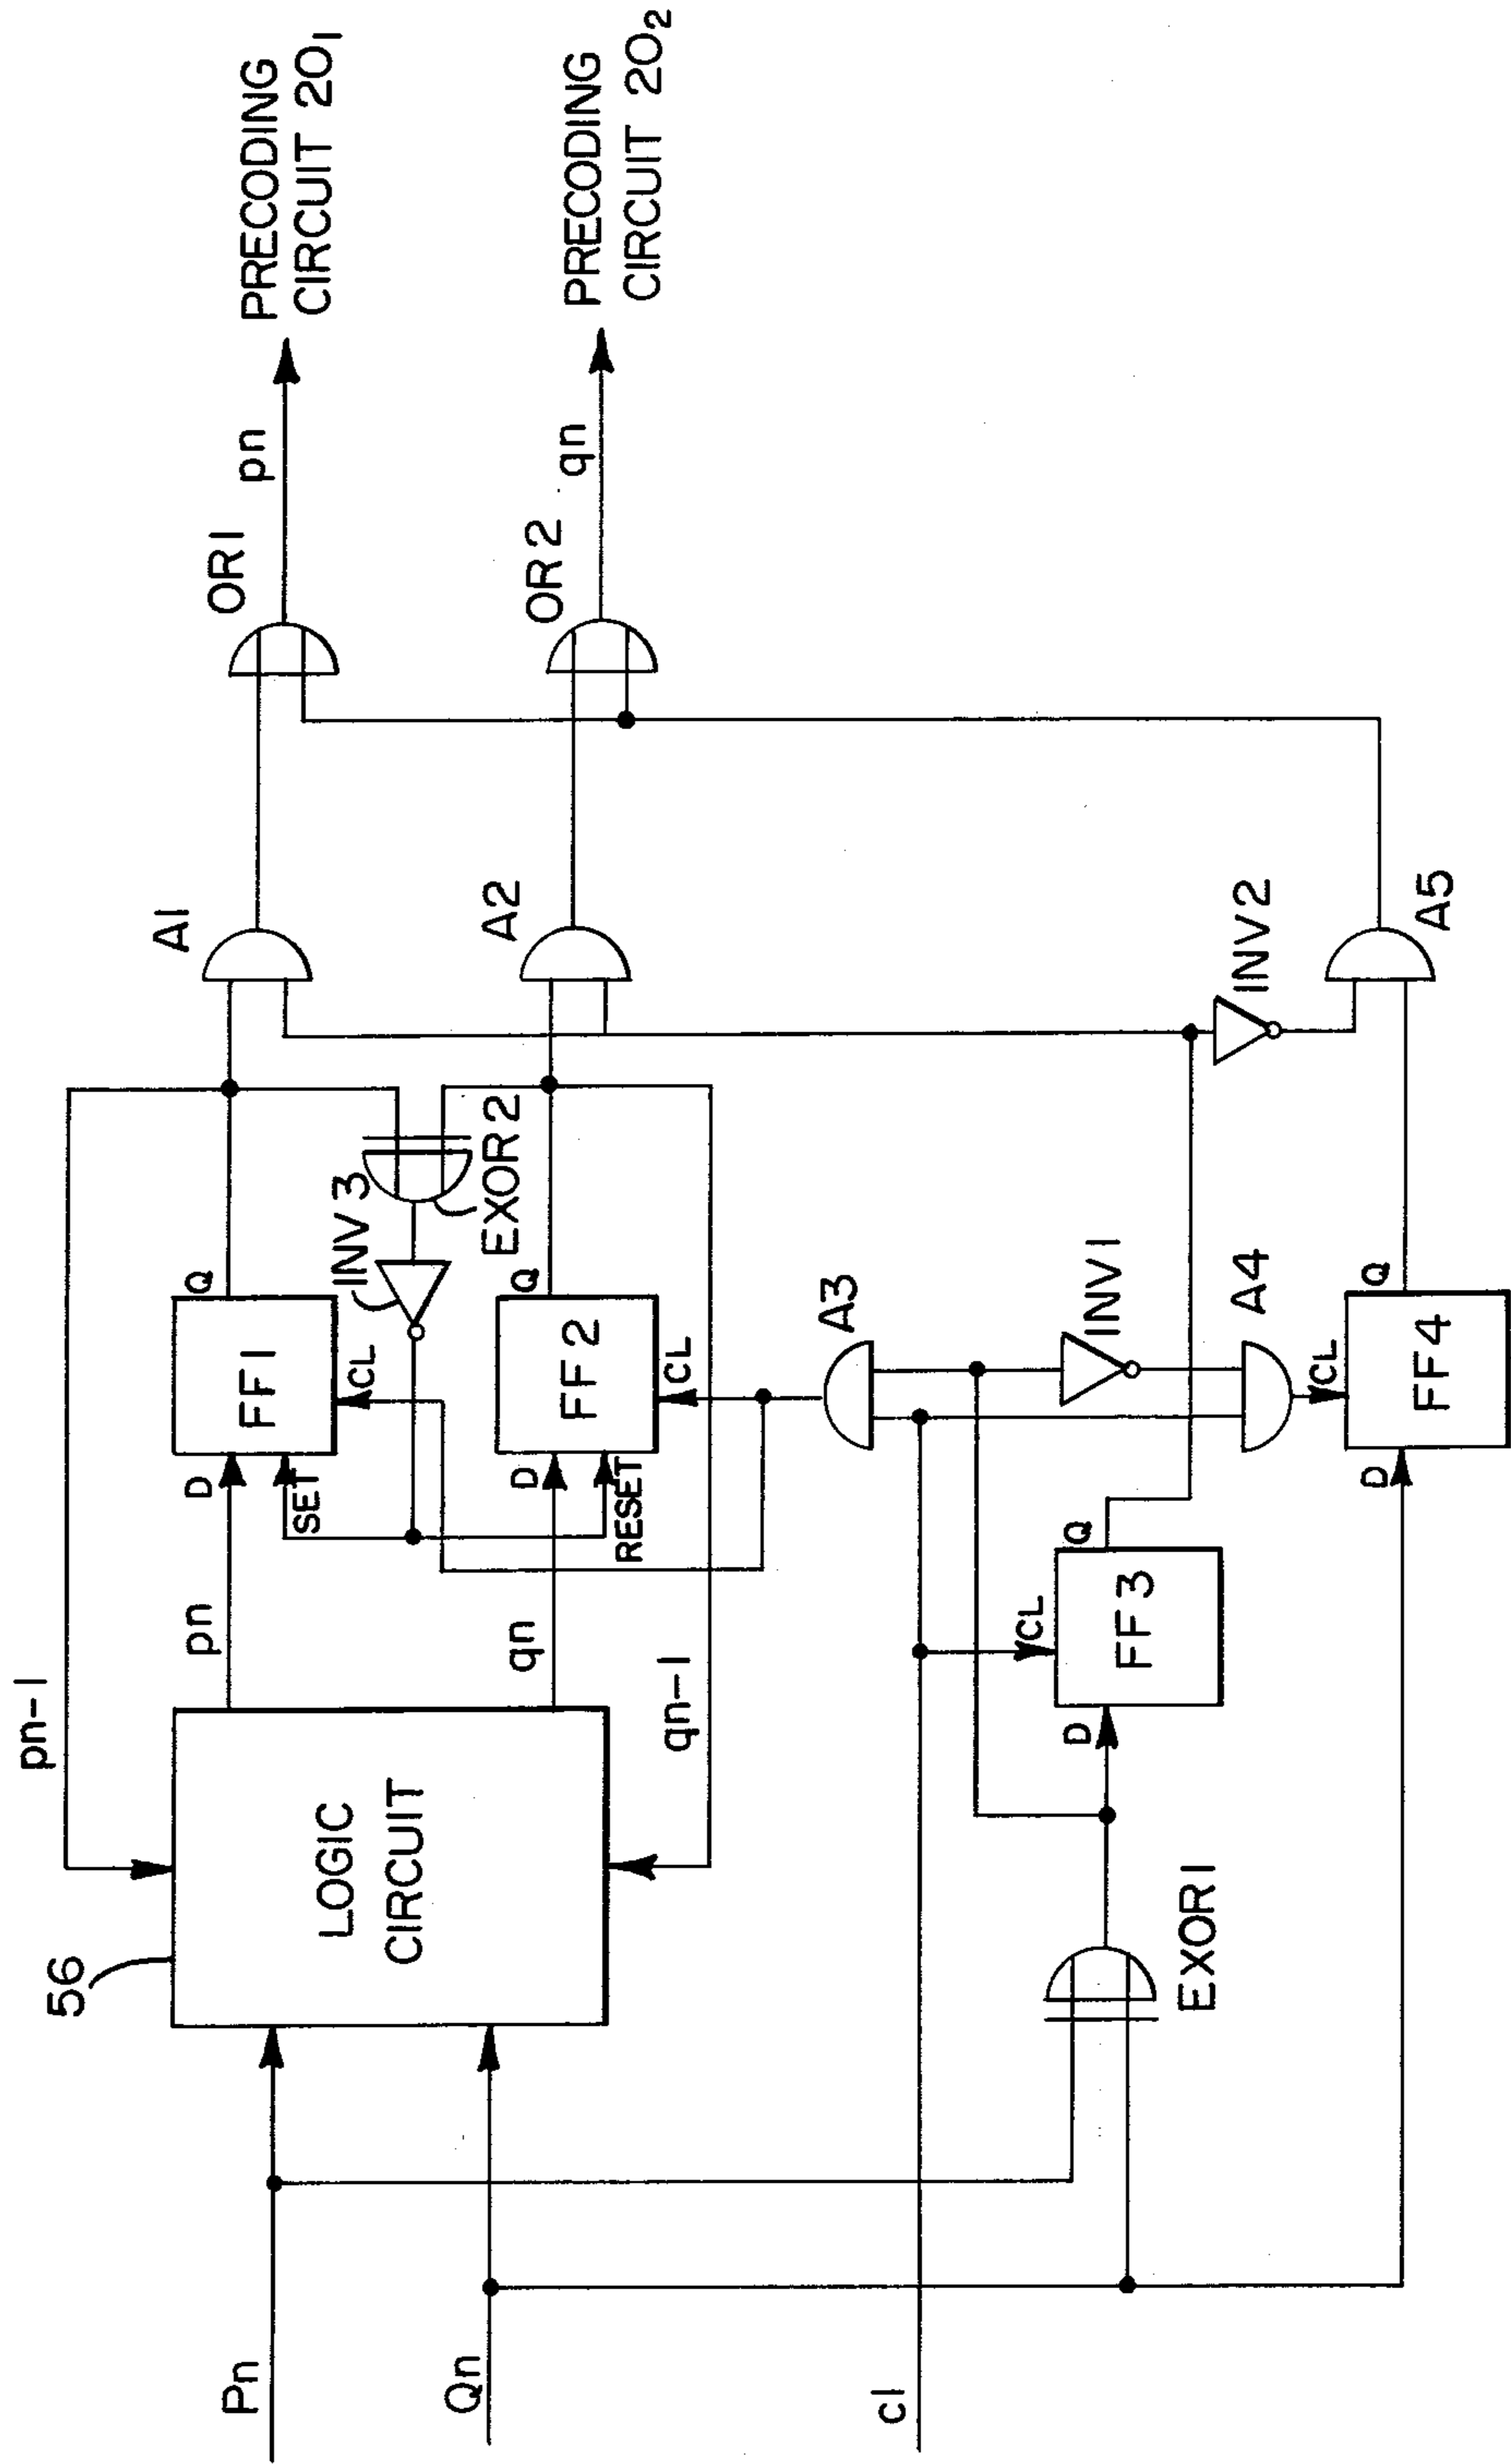 PRECODING
CIRCUIT 20₁
pn
OR1
A1
pn-1
Q
FF1
CL
D
SET
pn
INV 3
EXOR2
56
LOGIC
CIRCUIT
Pn
PRECODING
CIRCUIT 20₂
qn
OR2
A2
Q
FF2
CL
D
RESET
qn
qn-1
Qn
A3
INV1
A4
INV2
A5
cl
Q
FF3
CL
D
EXOR1
Q
FF4
CL
D